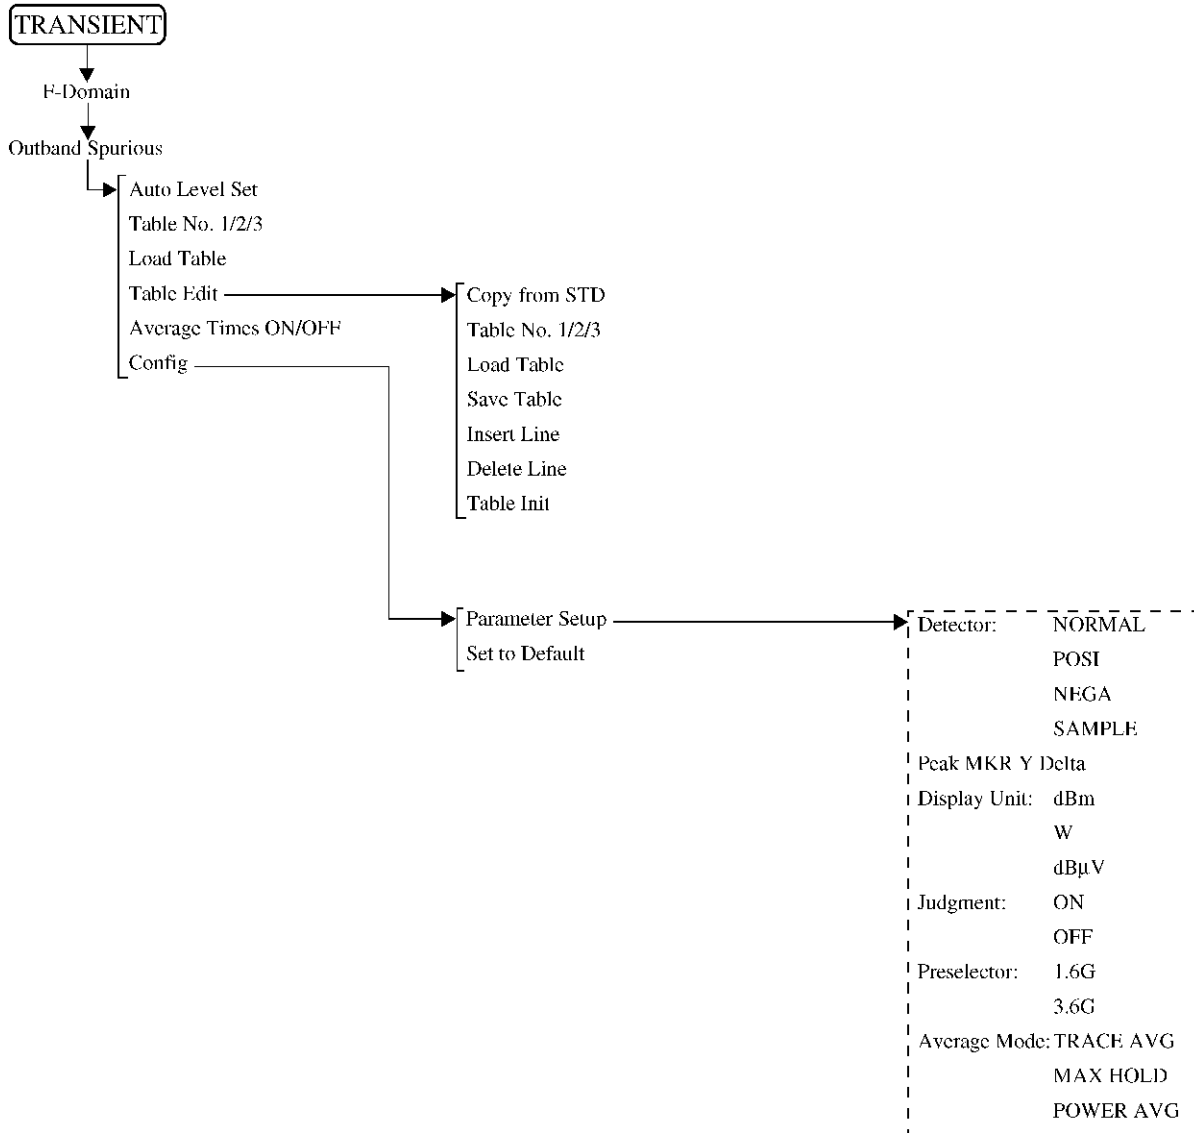 TRANSIENT
F-Domain
Outband Spurious
Auto Level Set
Table No. 1/2/3
Load Table
Table Edit
Average Times ON/OFF
Config
Copy from STD
Table No. 1/2/3
Load Table
Save Table
Insert Line
Delete Line
Table Init
Parameter Setup
Set to Default
Detector: NORMAL
POSI
NEGA
SAMPLE
Peak MKR Y Delta
Display Unit: dBm
W
dBμV
Judgment: ON
OFF
Preselector: 1.6G
3.6G
Average Mode: TRACE AVG
MAX HOLD
POWER AVG